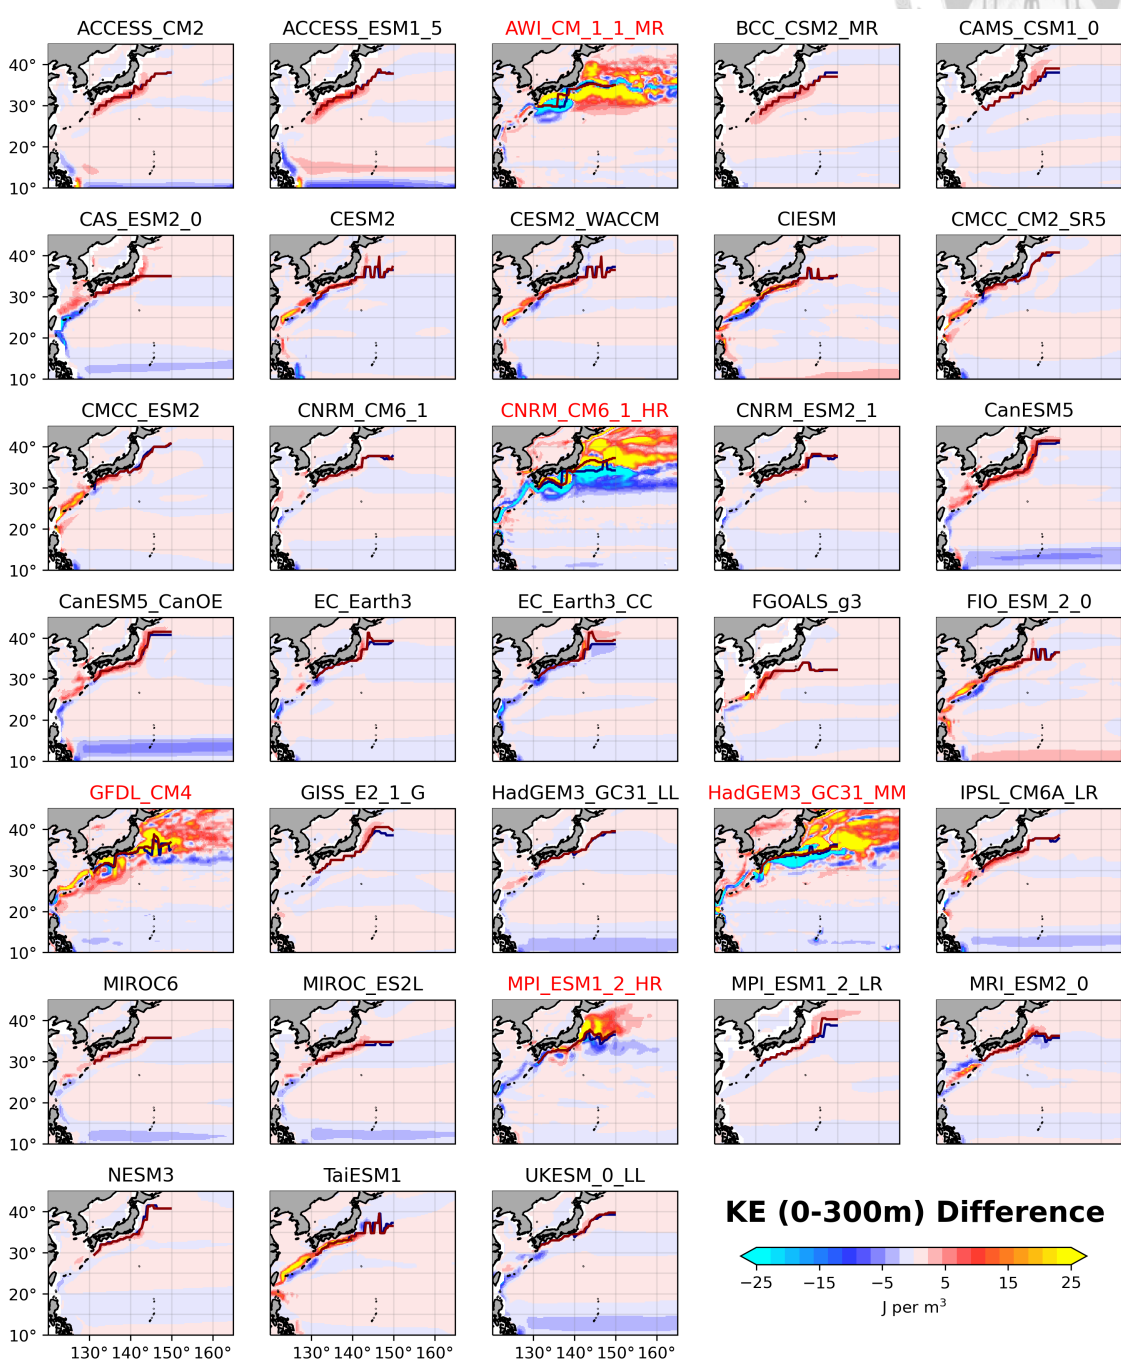 ACCESS_CM2 ACCESS_ESM1_5 AWI_CM_1_1_MR BCC_CSM2_MR CAMS_CSM1_0
40°
30°
20°
10°
CAS_ESM2_0 CESM2 CESM2_WACCM CIESM CMCC_CM2_SR5
40°
30°
20°
10°
CMCC_ESM2 CNRM_CM6_1 CNRM_CM6_1_HR CNRM_ESM2_1 CanESM5
40°
30°
20°
10°
CanESM5_CanOE EC_Earth3 EC_Earth3_CC FGOALS_g3 FIO_ESM_2_0
40°
30°
20°
10°
GFDL_CM4 GISS_E2_1_G HadGEM3_GC31_LL HadGEM3_GC31_MM IPSL_CM6A_LR
40°
30°
20°
10°
MIROC6 MIROC_ES2L MPI_ESM1_2_HR MPI_ESM1_2_LR MRI_ESM2_0
40°
30°
20°
10°
NESM3 TaiESM1 UKESM_0_LL
40°
30°
20°
10°
130° 140° 150° 160° 130° 140° 150° 160° 130° 140° 150° 160°
KE (0-300m) Difference
−25 −15 −5 5 15 25
J per m³